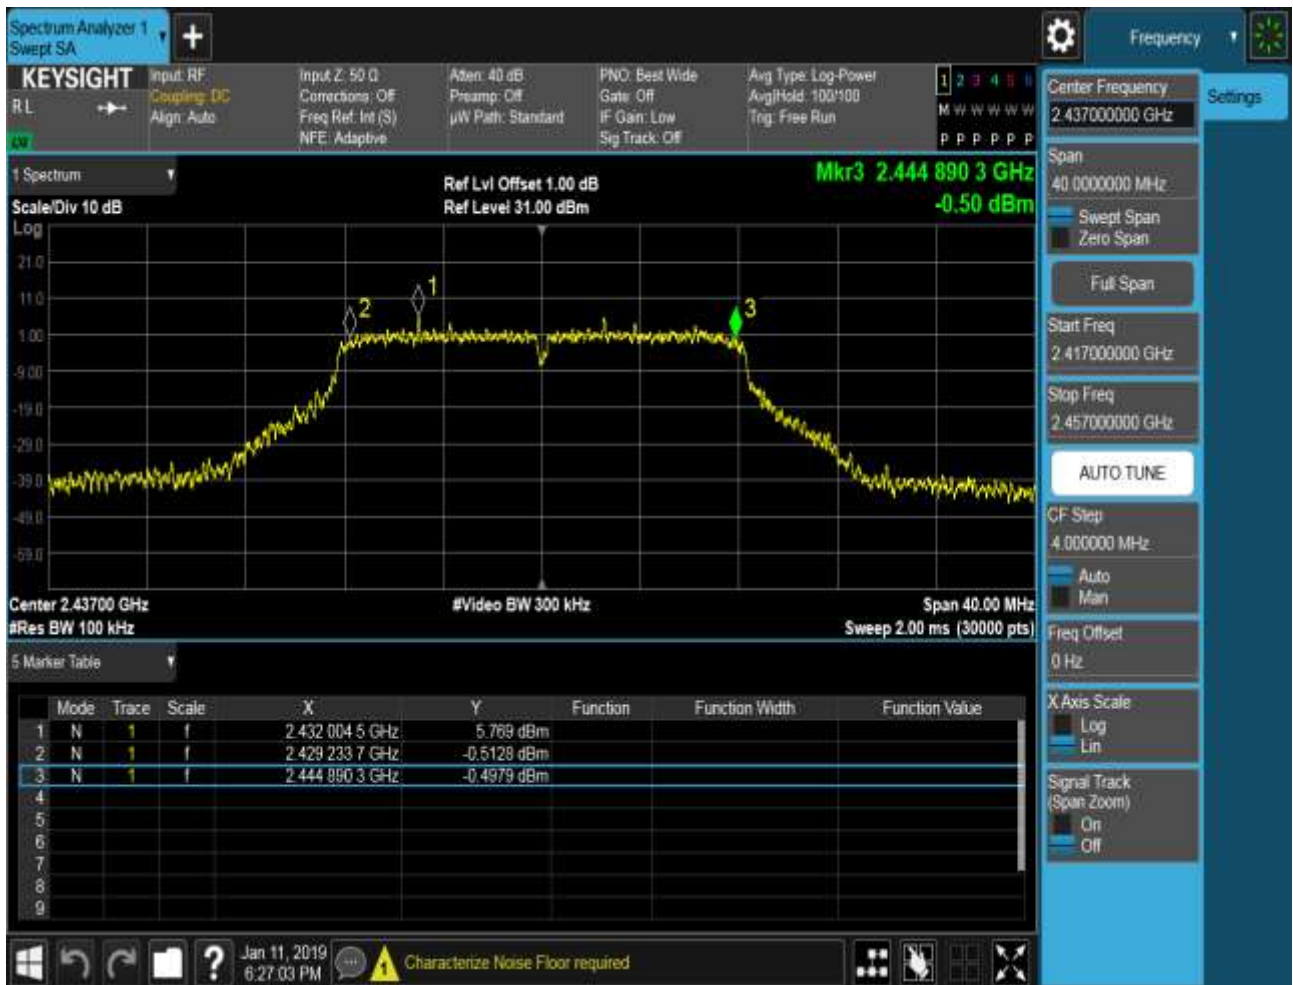 Spectrum Analyzer 1
Swept SA
+
Frequency
KEYSIGHT
R L
Input: RF
Coupling: DC
Align: Auto
Input Z: 50 Ω
Corrections: Off
Freq Ref: Int (S)
NFE: Adaptive
Atten: 40 dB
Preamp: Off
µW Path: Standard
PNO: Best Wide
Gate: Off
IF Gain: Low
Sig Track: Off
Avg Type: Log-Power
Avg|Hold: 100/100
Trig: Free Run
1 2 3 4 5 6
M W W W W W
P P P P P P
1 Spectrum
Scale/Div 10 dB
Log
Ref Lvl Offset 1.00 dB
Ref Level 31.00 dBm
Mkr3 2.444 890 3 GHz
-0.50 dBm
21.0
11.0
1.00
-9.00
-19.0
-29.0
-39.0
-49.0
-59.0
1
2
3
Center 2.43700 GHz
#Res BW 100 kHz
#Video BW 300 kHz
Span 40.00 MHz
Sweep 2.00 ms (30000 pts)
5 Marker Table
Mode Trace Scale X Y Function Function Width Function Value
1 N 1 f 2.432 004 5 GHz 5.769 dBm
2 N 1 f 2.429 233 7 GHz -0.5128 dBm
3 N 1 f 2.444 890 3 GHz -0.4979 dBm
4
5
6
7
8
9
Center Frequency
2.437000000 GHz
Settings
Span
40.0000000 MHz
Swept Span
Zero Span
Full Span
Start Freq
2.417000000 GHz
Stop Freq
2.457000000 GHz
AUTO TUNE
CF Step
4.000000 MHz
Auto
Man
Freq Offset
0 Hz
X Axis Scale
Log
Lin
Signal Track
(Span Zoom)
On
Off
?
Jan 11, 2019
6:27:03 PM
1
Characterize Noise Floor required